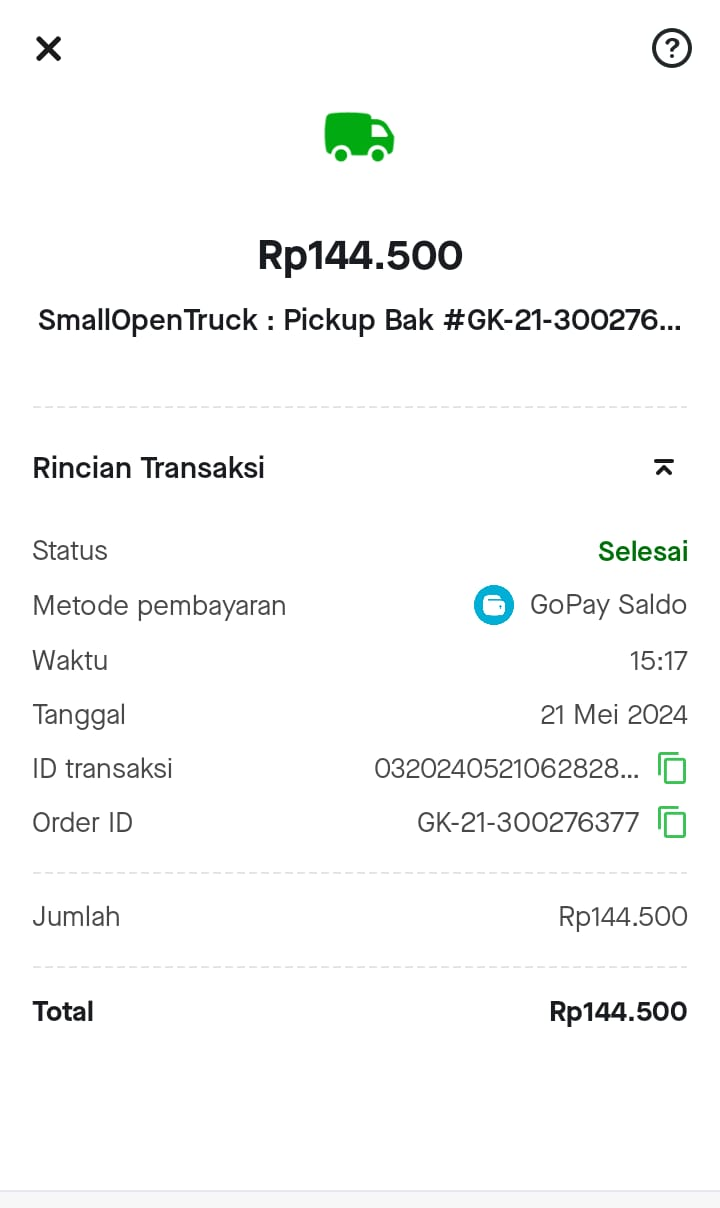 Rp144.500
SmallOpenTruck : Pickup Bak #GK-21-300276...
Rincian Transaksi
Status Selesai
Metode pembayaran GoPay Saldo
Waktu 15:17
Tanggal 21 Mei 2024
ID transaksi 0320240521062828...
Order ID GK-21-300276377
Jumlah Rp144.500
Total Rp144.500